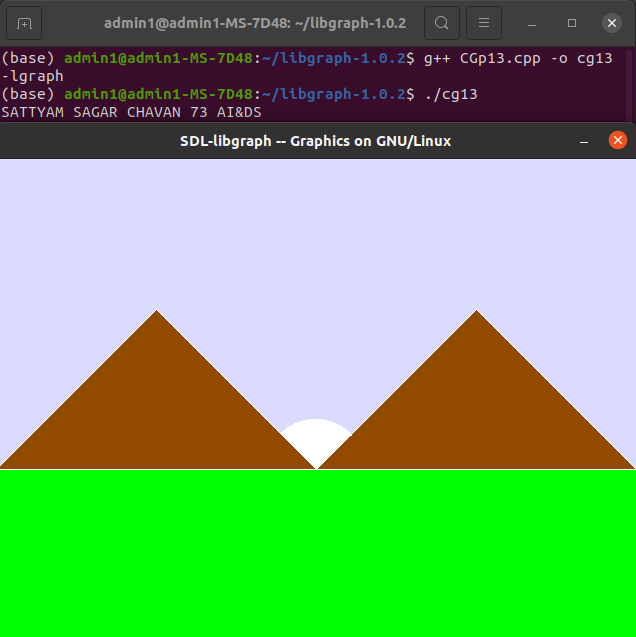 admin1@admin1-MS-7D48: ~/libgraph-1.0.2
(base) admin1@admin1-MS-7D48:~/libgraph-1.0.2$ g++ CGp13.cpp -o cg13
-lgraph
(base) admin1@admin1-MS-7D48:~/libgraph-1.0.2$ ./cg13
SATTYAM SAGAR CHAVAN 73 AI&DS
SDL-libgraph -- Graphics on GNU/Linux